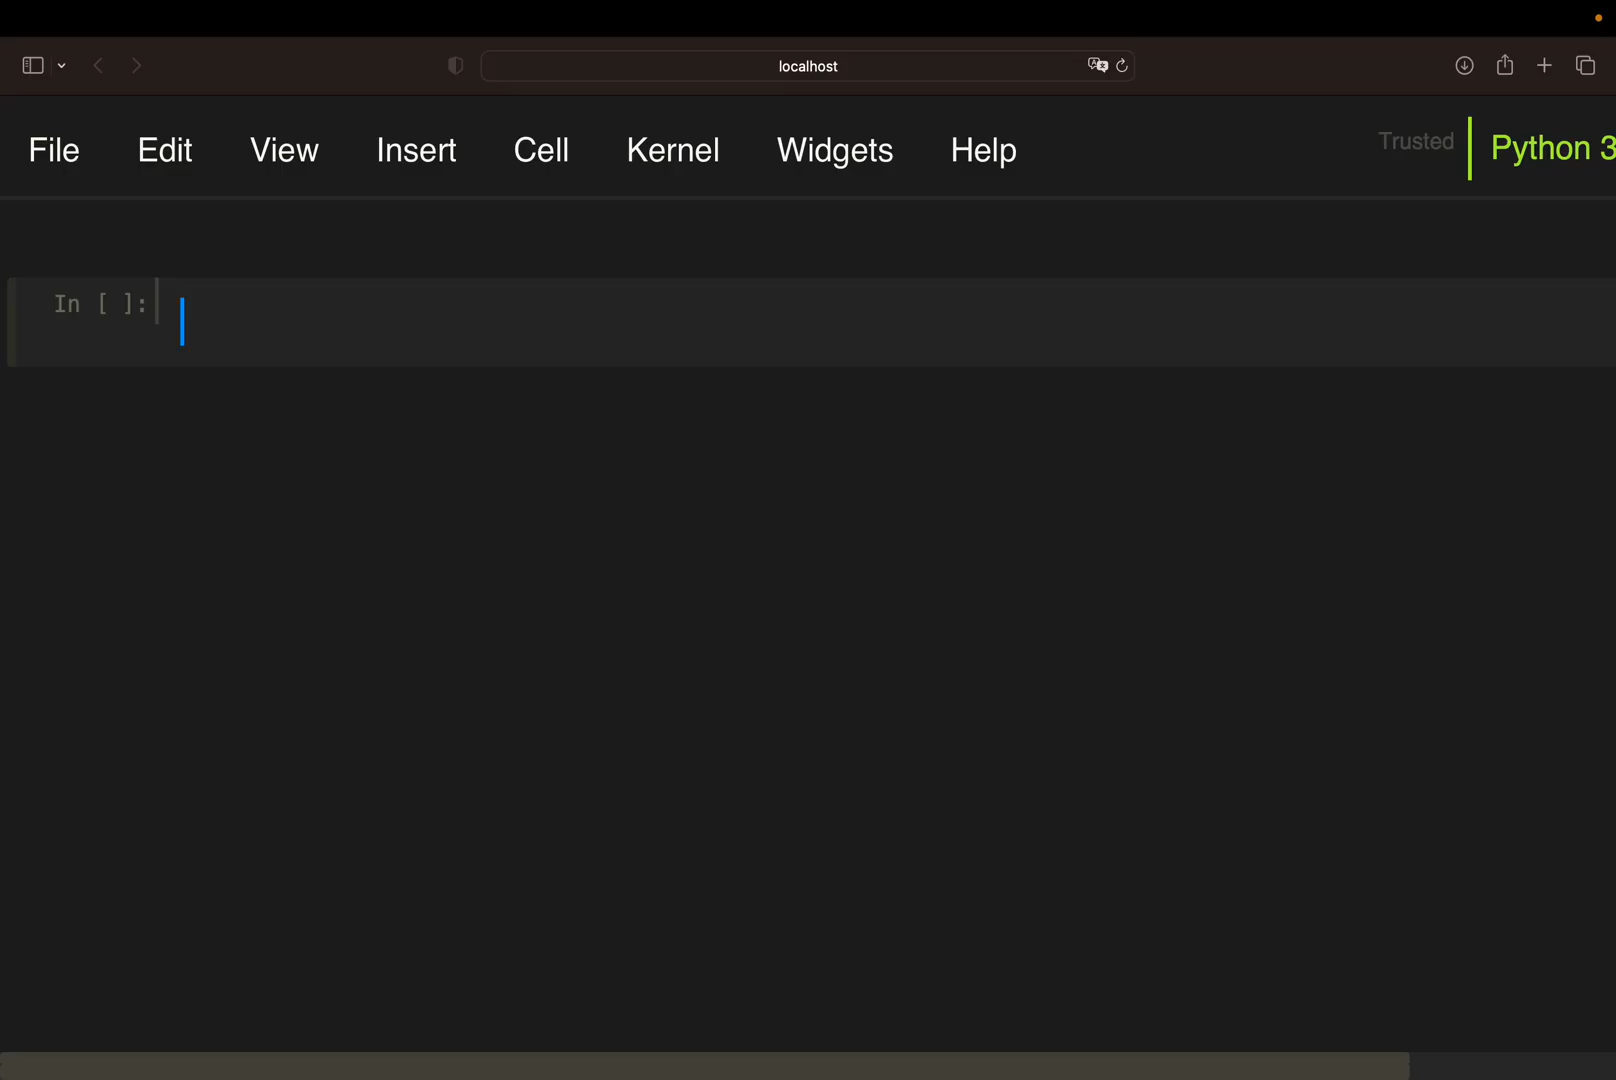 localhost
File Edit View Insert Cell Kernel Widgets Help Trusted Python 3
In [ ]: